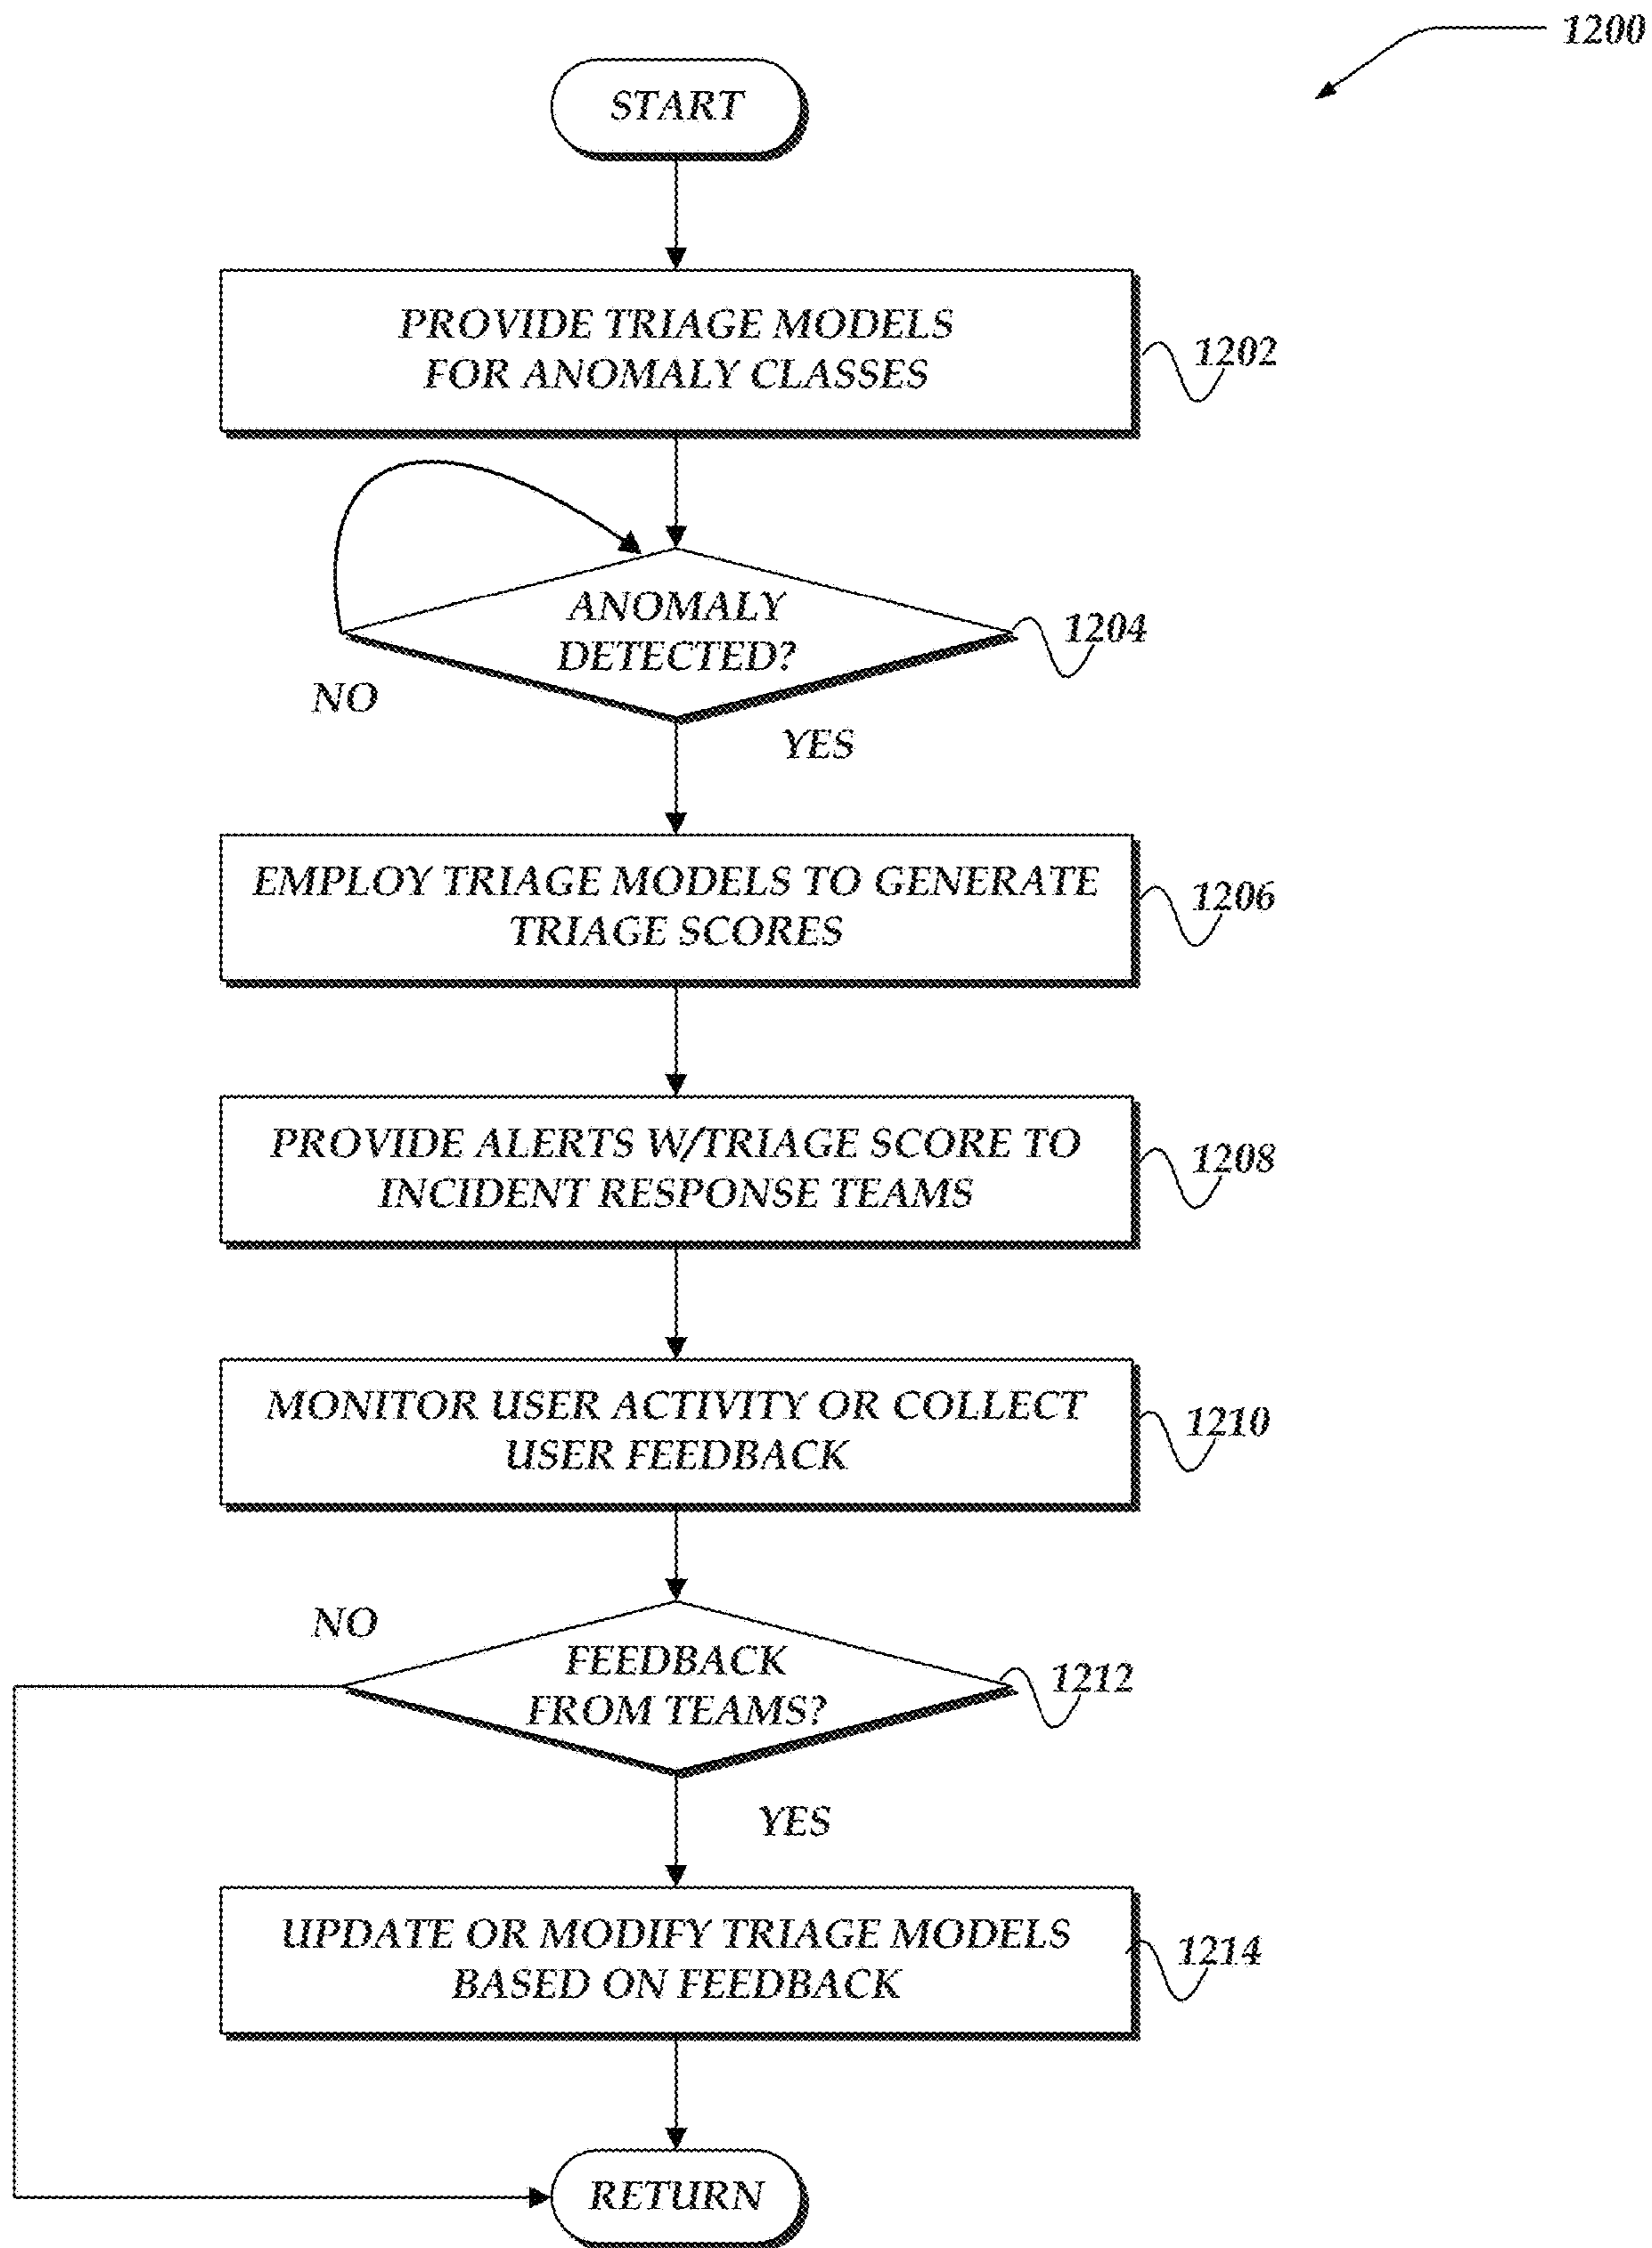 1200
START
PROVIDE TRIAGE MODELS
FOR ANOMALY CLASSES
1202
ANOMALY
DETECTED?
1204
NO
YES
EMPLOY TRIAGE MODELS TO GENERATE
TRIAGE SCORES
1206
PROVIDE ALERTS W/TRIAGE SCORE TO
INCIDENT RESPONSE TEAMS
1208
MONITOR USER ACTIVITY OR COLLECT
USER FEEDBACK
1210
NO
FEEDBACK
FROM TEAMS?
1212
YES
UPDATE OR MODIFY TRIAGE MODELS
BASED ON FEEDBACK
1214
RETURN